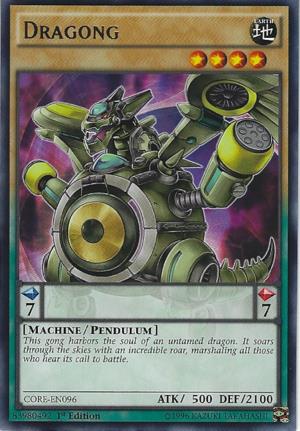 DRAGONG
EARTH
地
7
7
[MACHINE / PENDULUM]
This gong harbors the soul of an untamed dragon. It soars
through the skies with an incredible roar, marshaling all those
who hear its call to battle.
CORE-EN096
ATK/ 500 DEF/2100
83980492 1st Edition
©1996 KAZUKI TAKAHASHI